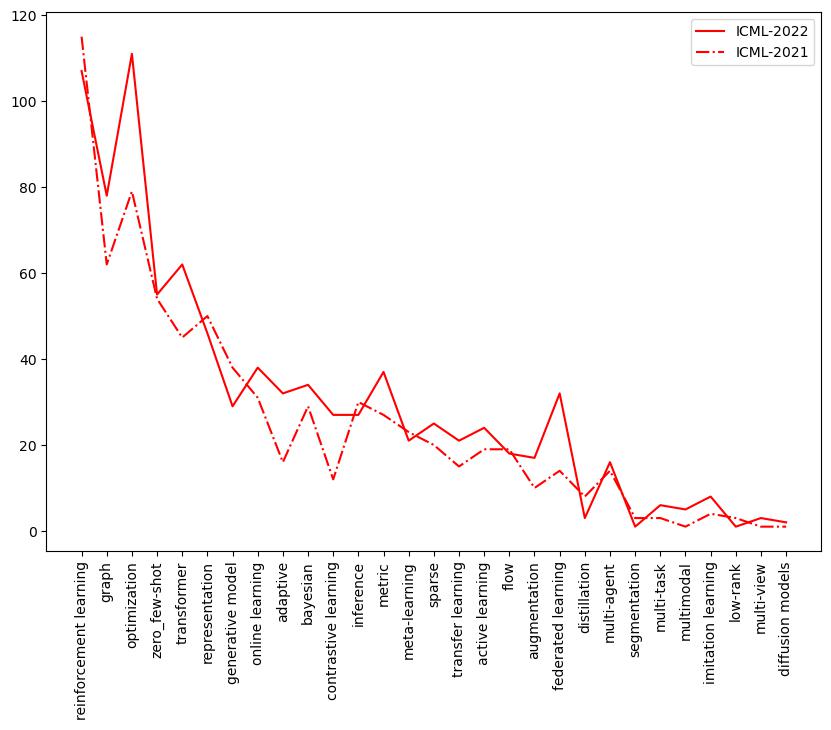 120
100
80
60
40
20
0
ICML-2022
ICML-2021
reinforcement learning
graph
optimization
zero_few-shot
transformer
representation
generative model
online learning
adaptive
bayesian
contrastive learning
inference
metric
meta-learning
sparse
transfer learning
active learning
flow
augmentation
federated learning
distillation
multi-agent
segmentation
multi-task
multimodal
imitation learning
low-rank
multi-view
diffusion models